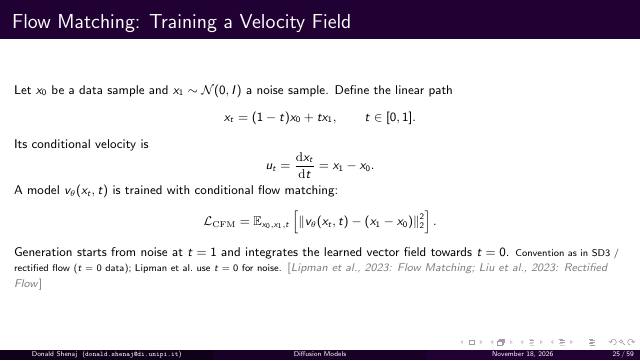 Flow Matching: Training a Velocity Field
Let x₀ be a data sample and x₁ ∼ 𝒩(0, I) a noise sample. Define the linear path
xₜ = (1 − t)x₀ + tx₁, t ∈ [0, 1].
Its conditional velocity is
uₜ = dxₜ/dt = x₁ − x₀.
A model v_θ(xₜ, t) is trained with conditional flow matching:
ℒ_CFM = 𝔼_{x₀,x₁,t} [‖v_θ(xₜ, t) − (x₁ − x₀)‖₂²].
Generation starts from noise at t = 1 and integrates the learned vector field towards t = 0. Convention as in SD3 /
rectified flow (t = 0 data); Lipman et al. use t = 0 for noise. [Lipman et al., 2023: Flow Matching; Liu et al., 2023: Rectified
Flow]
Donald Shenaj (donald.shenaj@di.unipi.it) Diffusion Models November 18, 2026 25 / 59